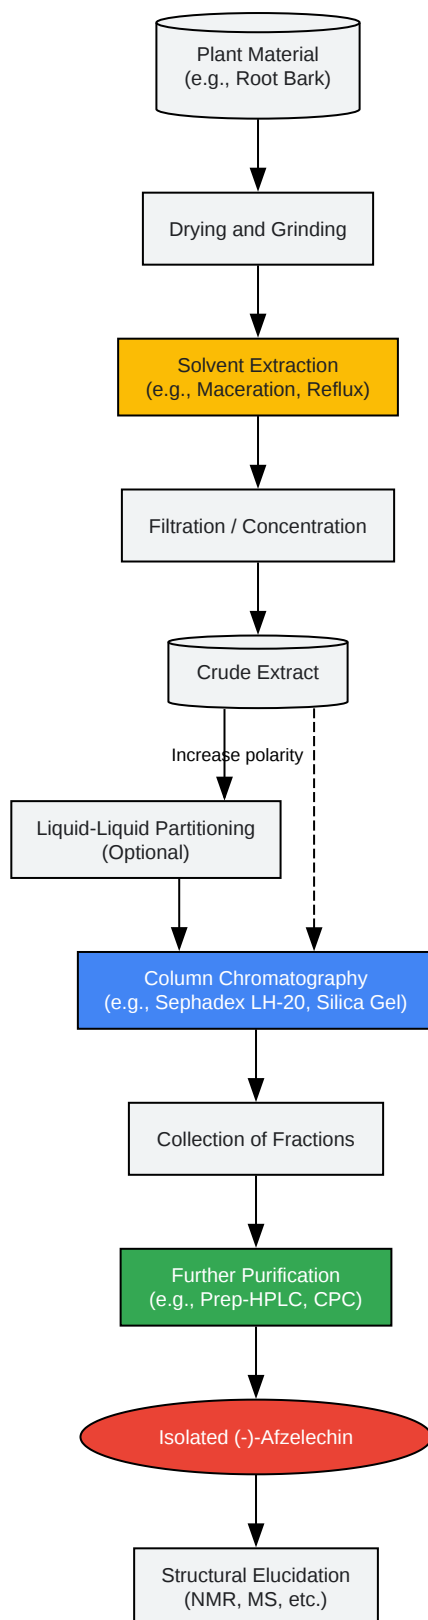 Plant Material
(e.g., Root Bark)
Drying and Grinding
Solvent Extraction
(e.g., Maceration, Reflux)
Filtration / Concentration
Crude Extract
Increase polarity
Liquid-Liquid Partitioning
(Optional)
Column Chromatography
(e.g., Sephadex LH-20, Silica Gel)
Collection of Fractions
Further Purification
(e.g., Prep-HPLC, CPC)
Isolated (-)-Afzelechin
Structural Elucidation
(NMR, MS, etc.)